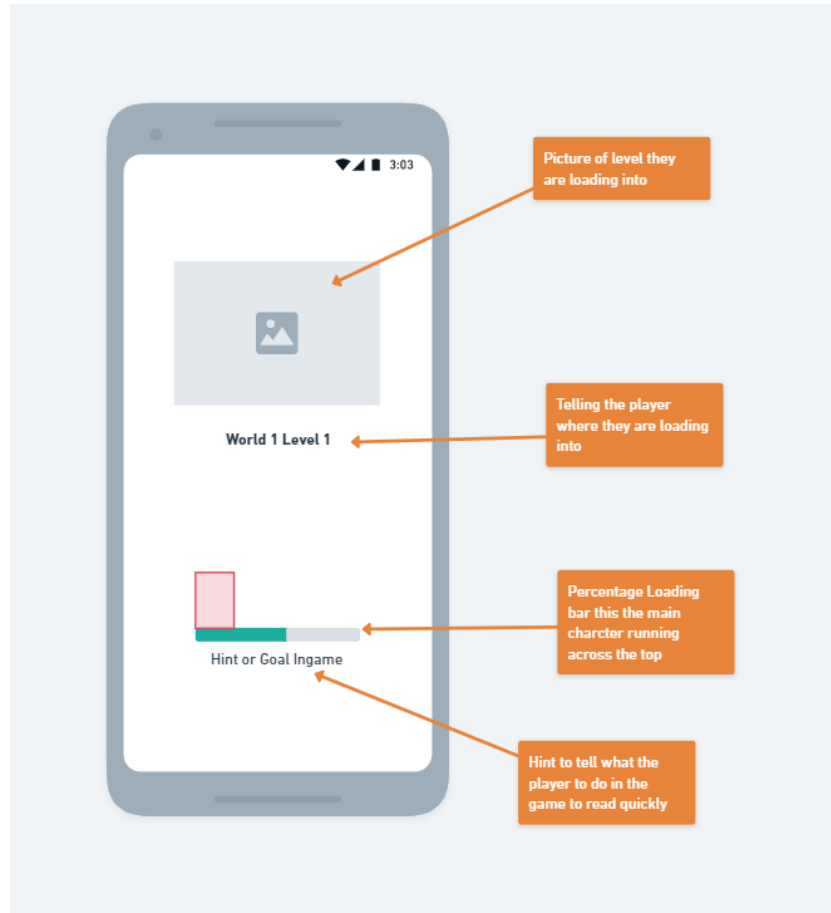 3:03
Picture of level they
are loading into
World 1 Level 1
Telling the player
where they are loading
into
Percentage Loading
bar this the main
charcter running
across the top
Hint or Goal Ingame
Hint to tell what the
player to do in the
game to read quickly